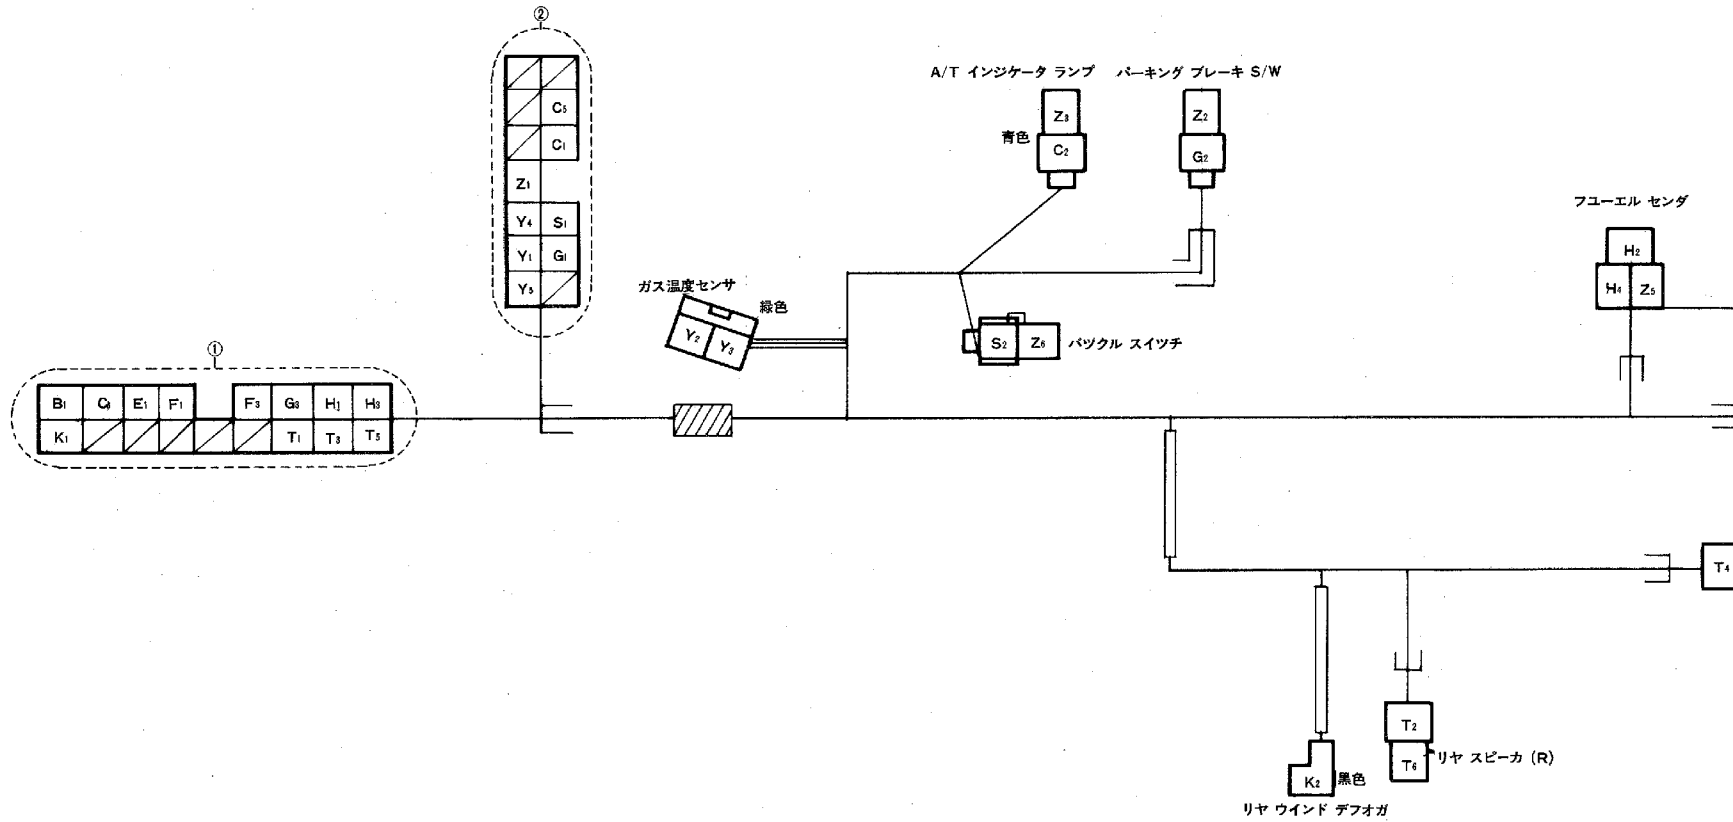 ②
C5
C1
Z1
Y4 S1
Y1 G1
Y5
A/T インジケータ ランプ
青色
Z3
C2
パーキング ブレーキ S/W
Z2
G2
フユーエル センダ
H2
H4 Z5
ガス温度センサ
緑色
Y2 Y3
S2 Z6
バツクル スイツチ
①
B1 E1 F1 F3 G3 H1 H3
K1 T1 T3 T5
T4
T2
T6
リヤ スピーカ (R)
K2
黒色
リヤ ウインド デフオガ